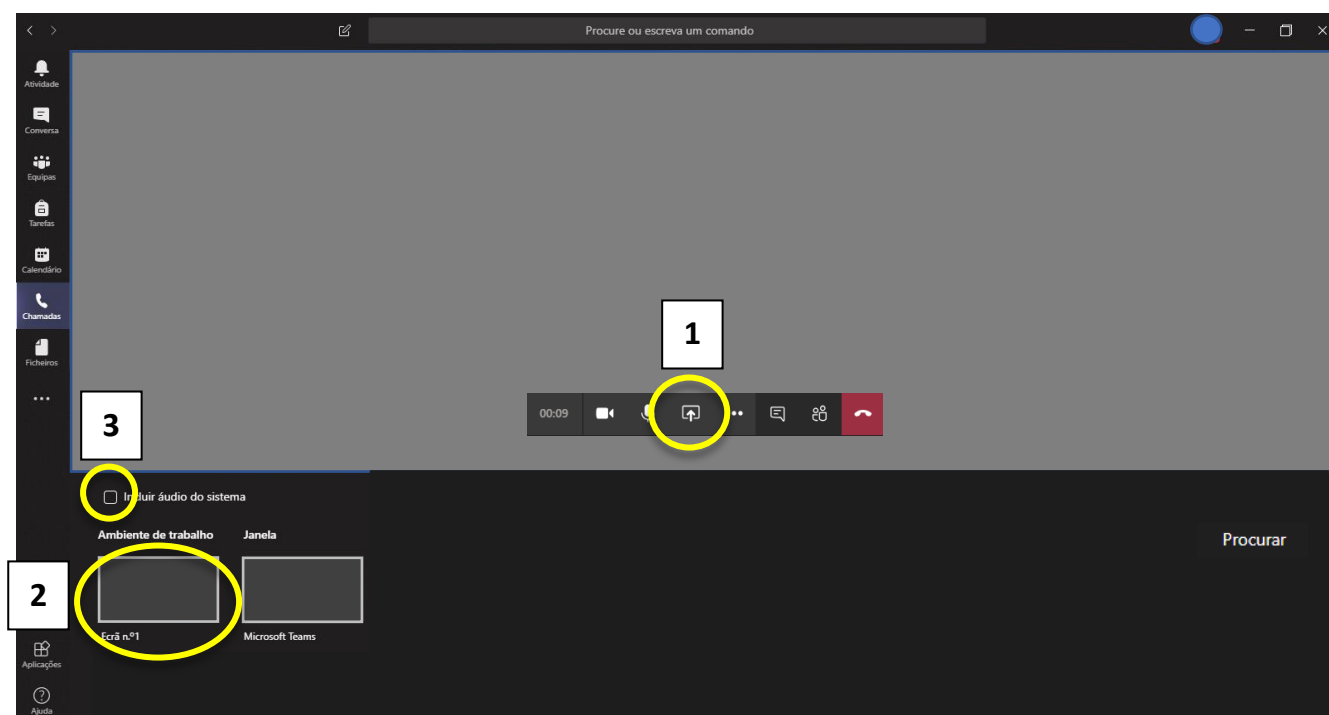 Procure ou escreva um comando
Atividade
Conversa
Equipas
Tarefas
Calendário
Chamadas
Ficheiros
1
00:09
3
Incluir áudio do sistema
Ambiente de trabalho
Janela
Procurar
2
Ecrã n.º1
Microsoft Teams
Aplicações
Ajuda